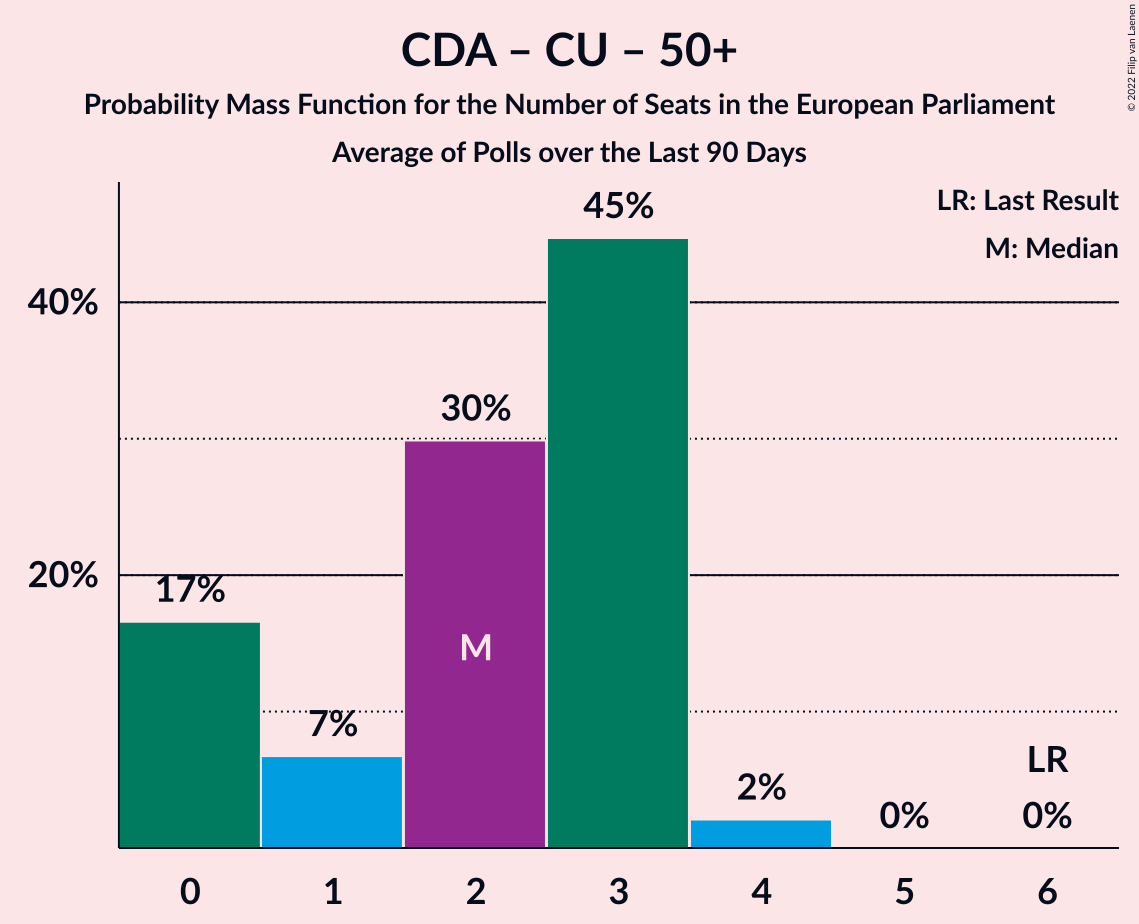 CDA – CU – 50+
Probability Mass Function for the Number of Seats in the European Parliament
Average of Polls over the Last 90 Days
© 2022 Filip van Laenen
LR: Last Result
M: Median
45%
40%
30%
20%
17%
M
7%
LR
2%
0%
0%
0 1 2 3 4 5 6